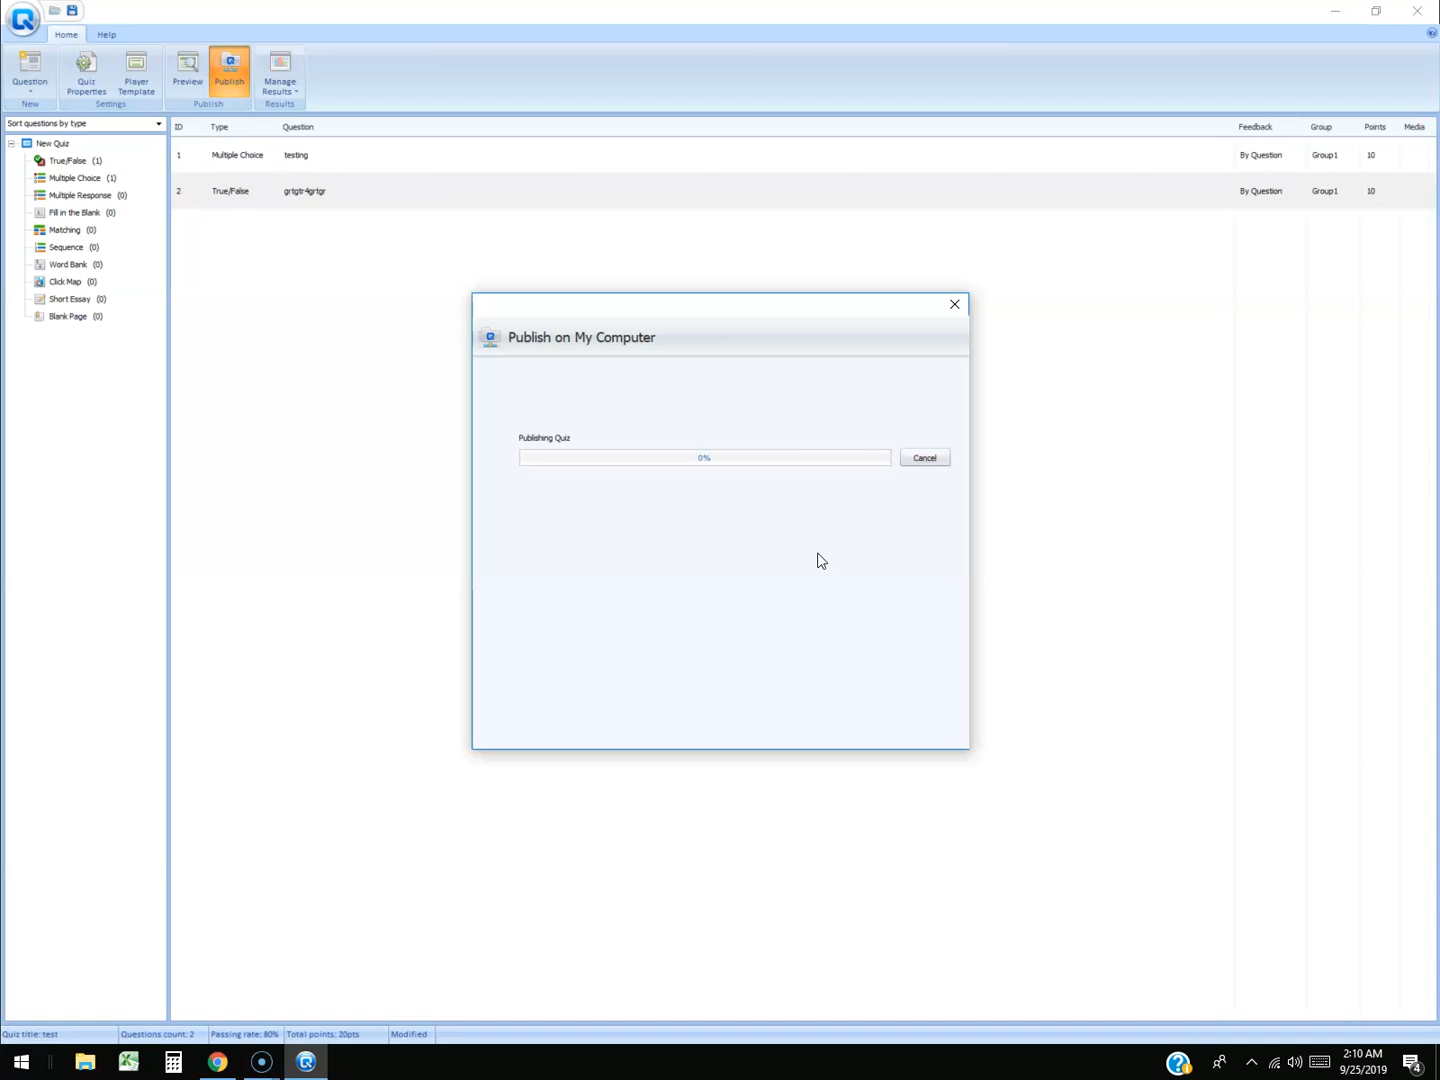 Home Help
Question
Quiz Properties
Player Template
Preview
Publish
Manage Results
New
Settings
Publish
Results
Sort questions by type
ID Type Question Feedback Group Points Media
New Quiz
True/False (1)
Multiple Choice (1)
Multiple Response (0)
Fill in the Blank (0)
Matching (0)
Sequence (0)
Word Bank (0)
Click Map (0)
Short Essay (0)
Blank Page (0)
1 Multiple Choice testing By Question Group1 10
2 True/False grtgtr4grtgr By Question Group1 10
Publish on My Computer
Publishing Quiz
0%
Cancel
Quiz title: test Questions count: 2 Passing rate: 80% Total points: 20pts Modified
2:10 AM
9/25/2019
4